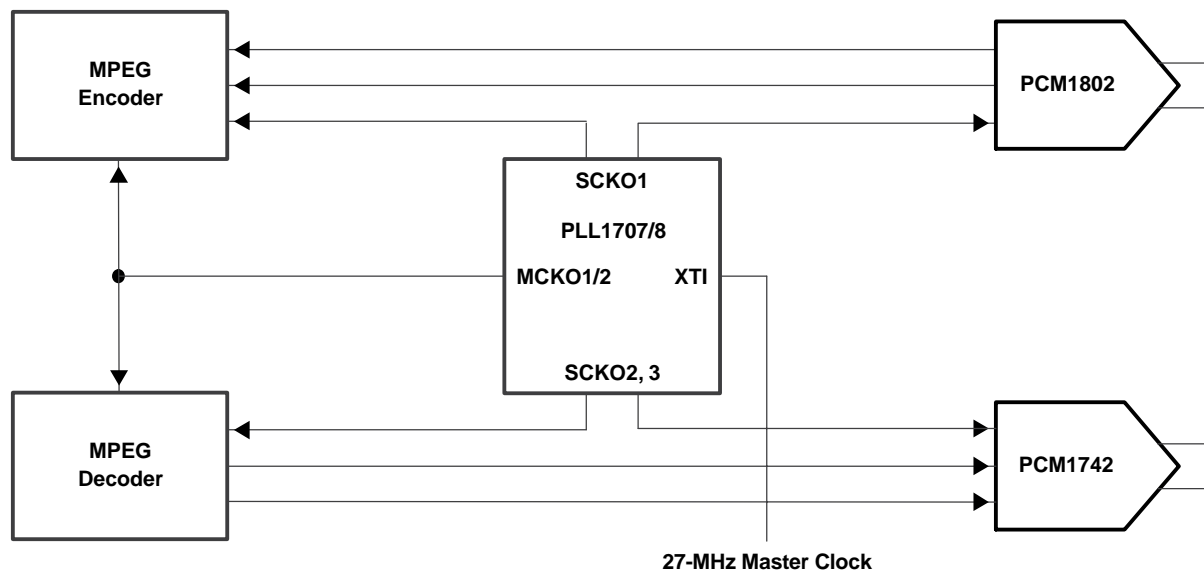 MPEG
Encoder
PCM1802
SCKO1
PLL1707/8
MCKO1/2 XTI
SCKO2, 3
MPEG
Decoder
PCM1742
27-MHz Master Clock